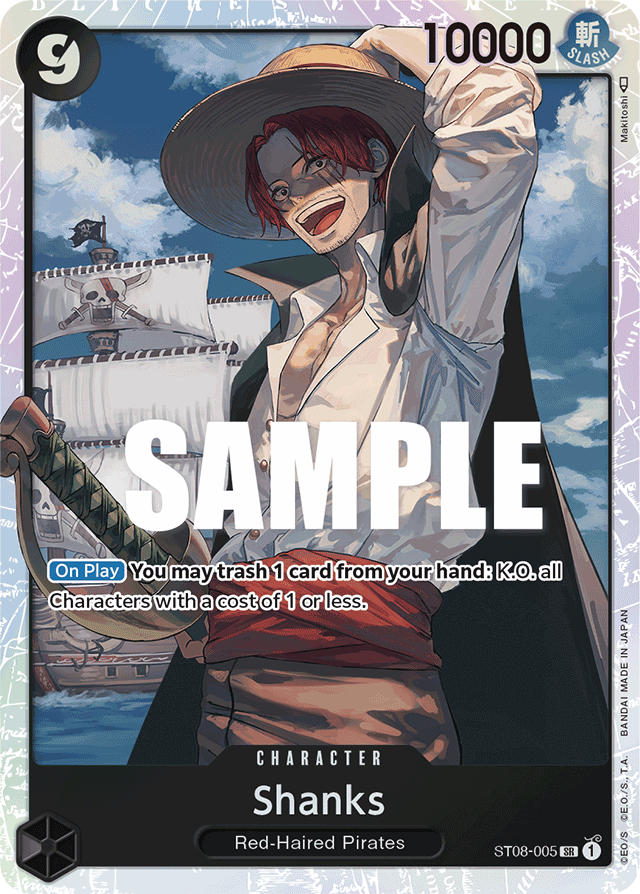 9
10000
斬
SLASH
Makitoshi
SAMPLE
On Play You may trash 1 card from your hand: K.O. all
Characters with a cost of 1 or less.
CHARACTER
Shanks
Red-Haired Pirates
ST08-005 SR 1
©E.O/S ©E.O./S., T.A. BANDAI MADE IN JAPAN